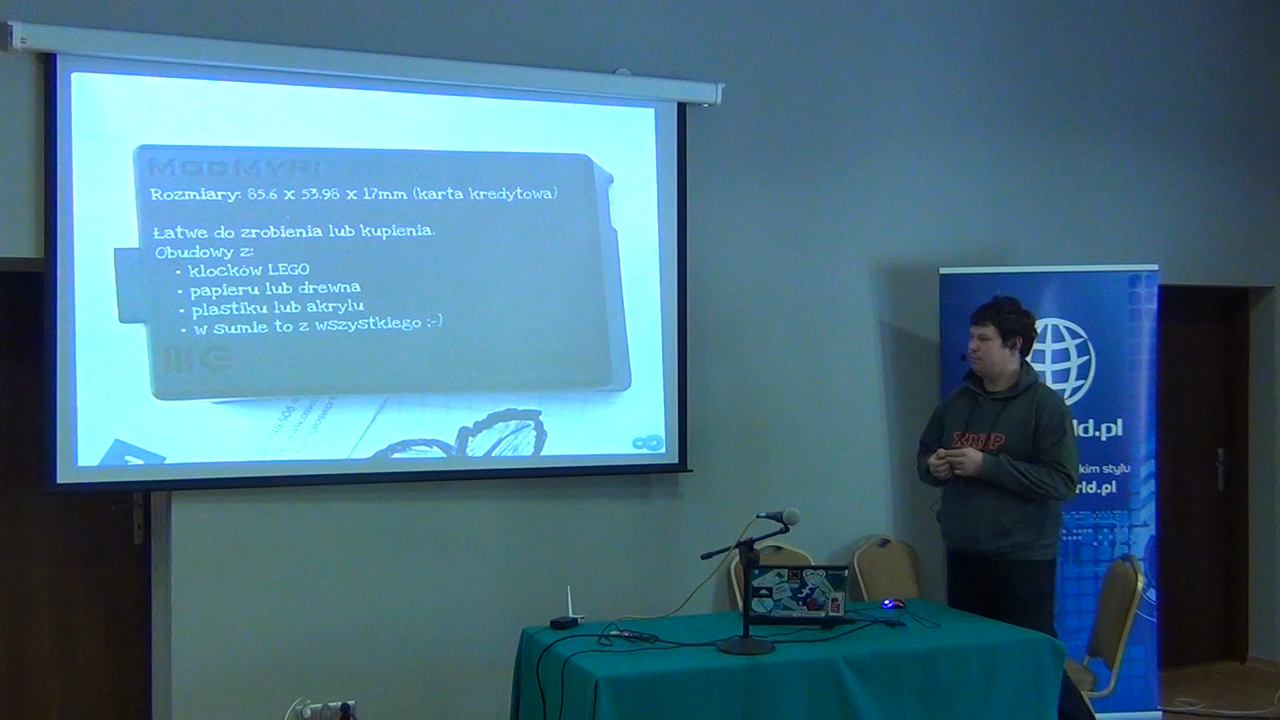 MODMYPI
Rozmiary: 85.6 x 53.98 x 17mm (karta kredytowa)
Łatwe do zrobienia lub kupienia.
Obudowy z:
• klocków LEGO
• papieru lub drewna
• plastiku lub akrylu
• w sumie to z wszystkiego :-)
ld.pl
kim stylu
rld.pl